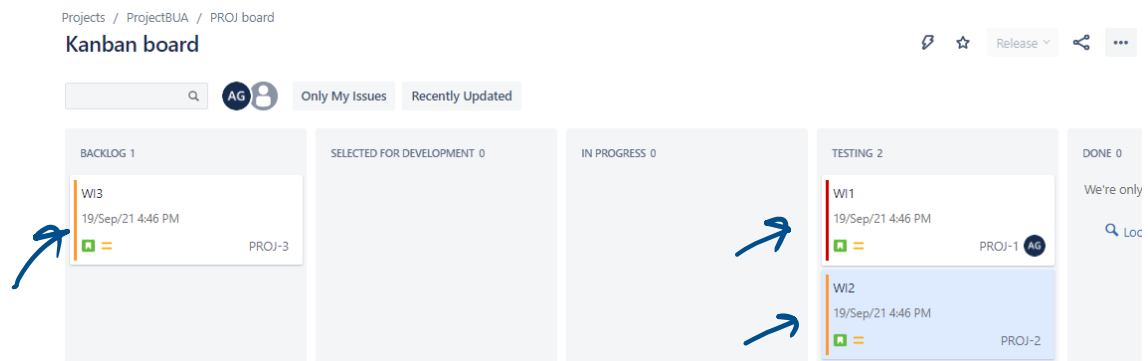 Projects / ProjectBUA / PROJ board
Kanban board
Release
AG
Only My Issues
Recently Updated
BACKLOG 1
SELECTED FOR DEVELOPMENT 0
IN PROGRESS 0
TESTING 2
DONE 0
WI3
19/Sep/21 4:46 PM
PROJ-3
WI1
19/Sep/21 4:46 PM
PROJ-1 AG
WI2
19/Sep/21 4:46 PM
PROJ-2
We're only
Loc